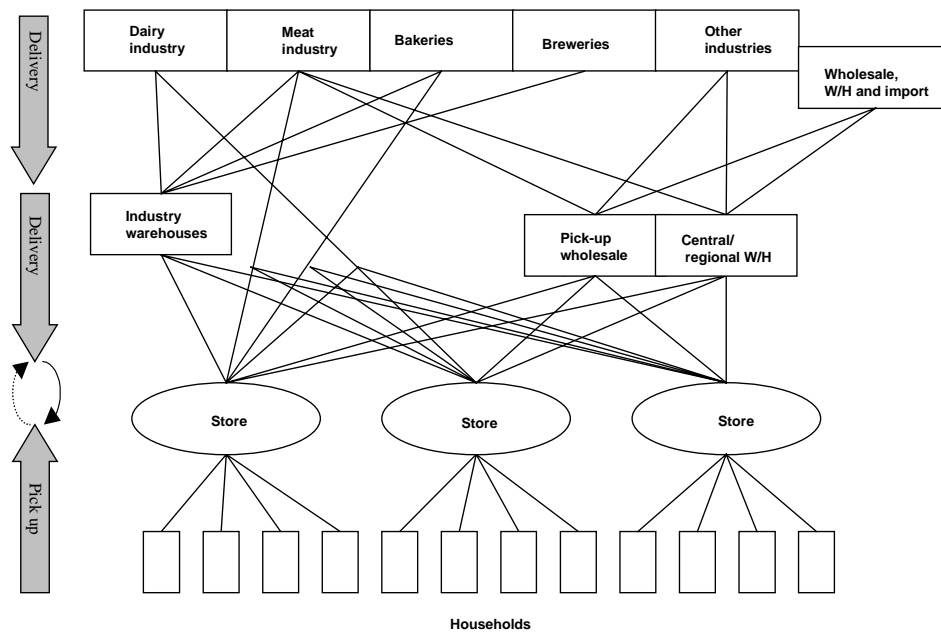 Delivery
Dairy
industry
Meat
industry
Bakeries
Breweries
Other
industries
Wholesale,
W/H and import
Delivery
Industry
warehouses
Pick-up
wholesale
Central/
regional W/H
Store
Store
Store
Pick up
Households